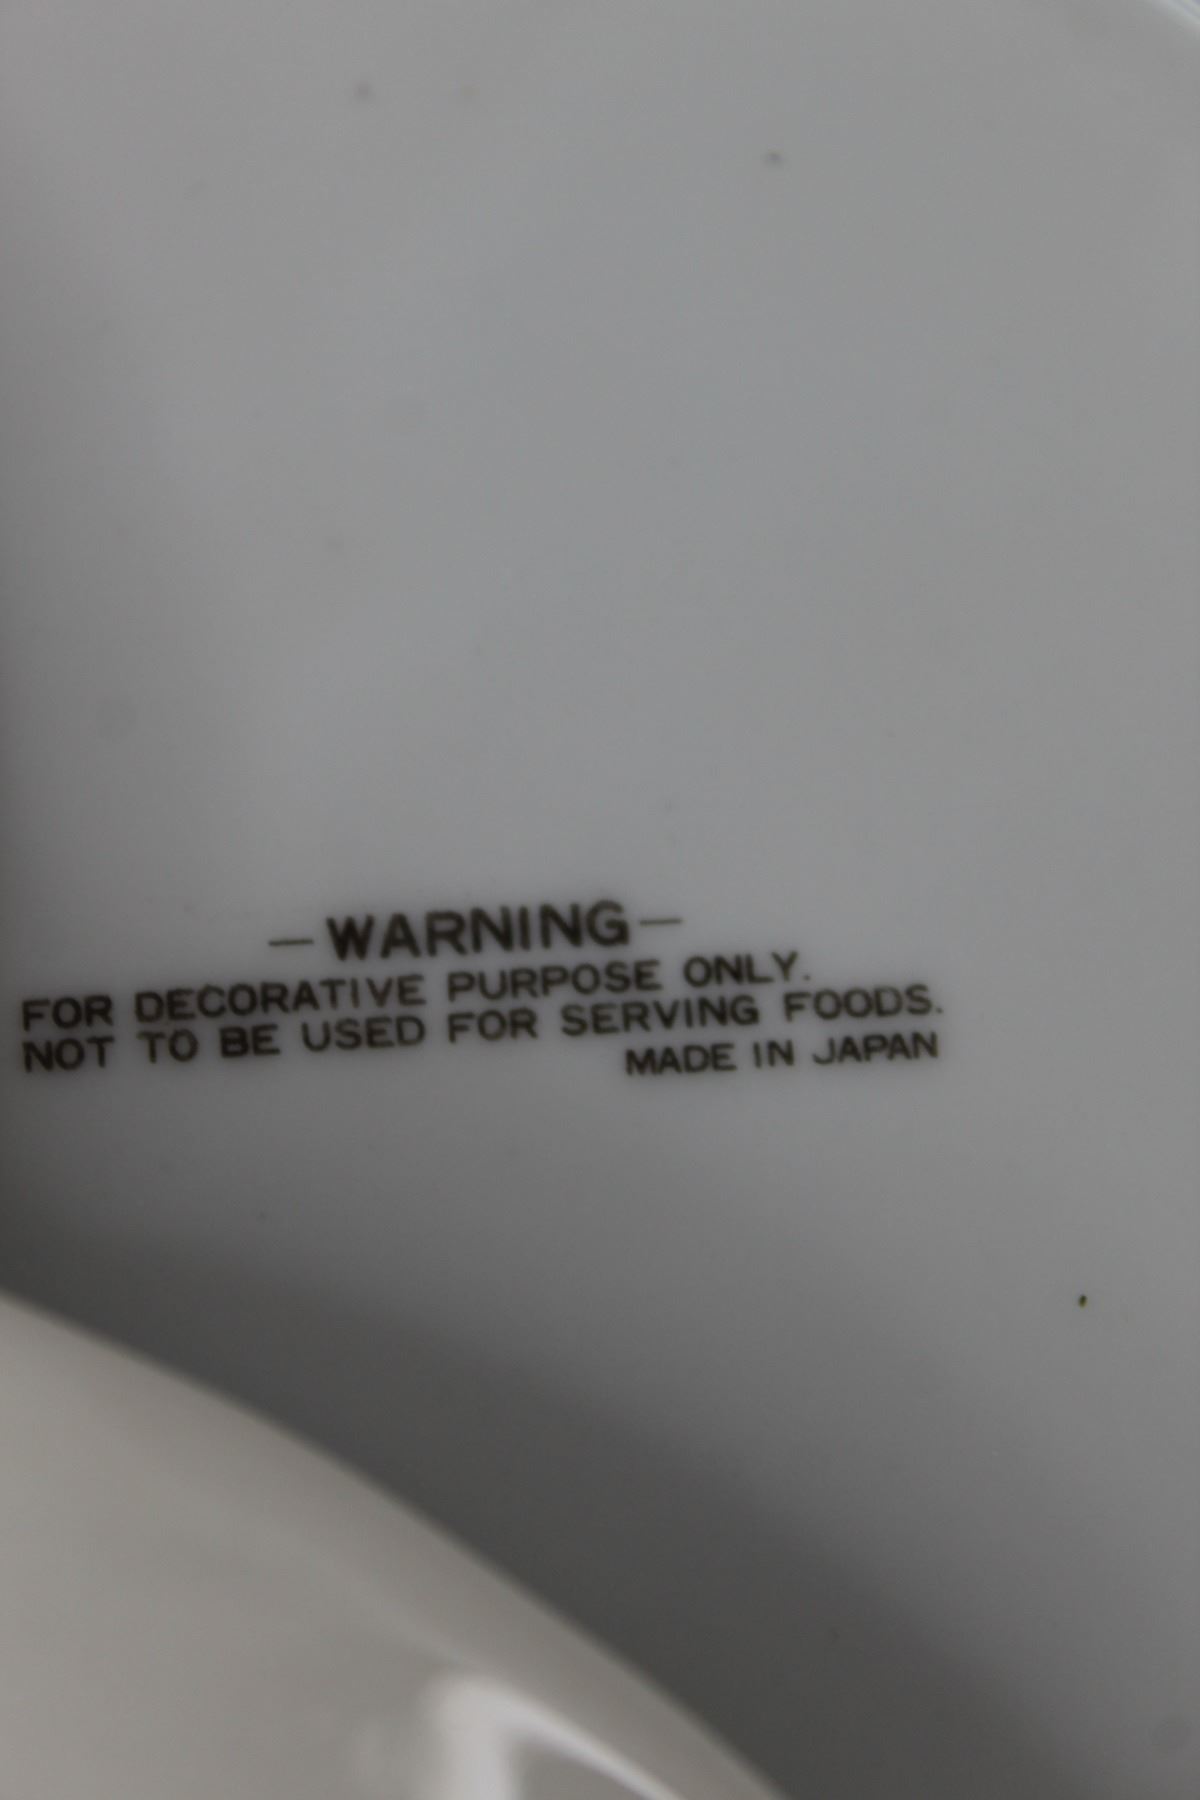 —WARNING—
FOR DECORATIVE PURPOSE ONLY.
NOT TO BE USED FOR SERVING FOODS.
MADE IN JAPAN